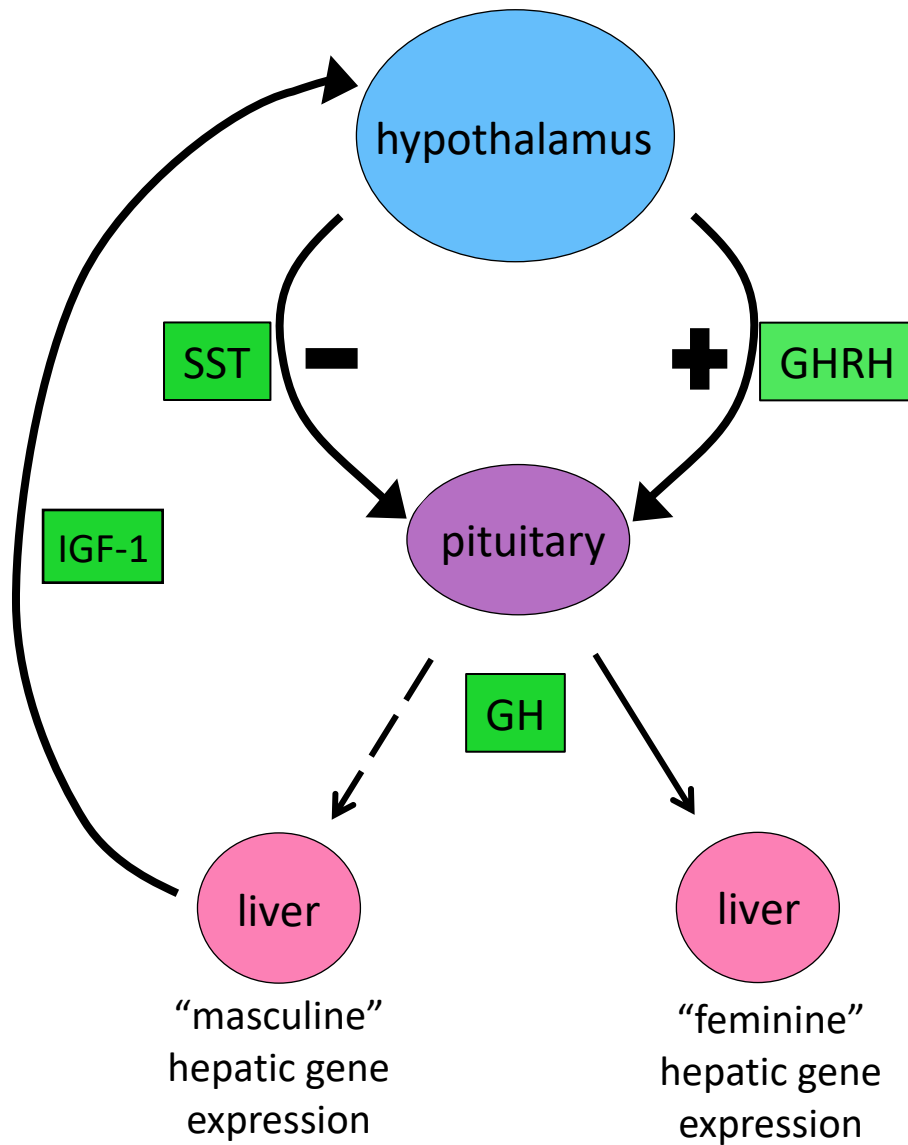 hypothalamus
SST
-
+
GHRH
IGF-1
pituitary
GH
liver
liver
“masculine”
hepatic gene
expression
“feminine”
hepatic gene
expression